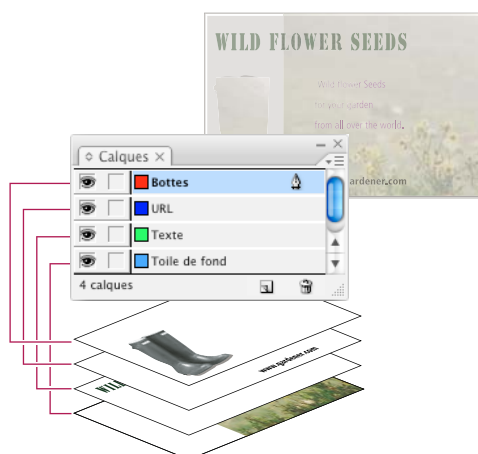 WILD FLOWER SEEDS
Wild flower Seeds
for your garden
from all over the world.
ardener.com
Calques
Bottes
URL
Texte
Toile de fond
4 calques
www.gardener.com
WILD